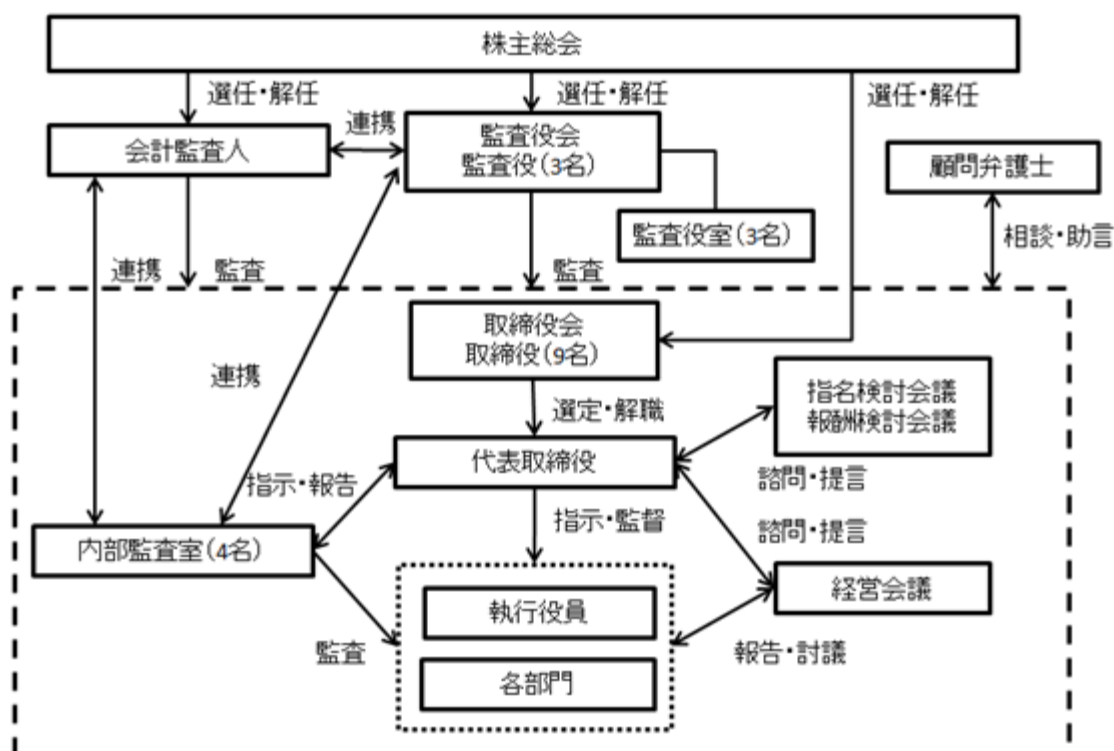 株主総会
選任・解任
選任・解任
選任・解任
会計監査人
連携
監査役会
監査役(3名)
顧問弁護士
監査役室(3名)
相談・助言
連携
監査
監査
取締役会
取締役(9名)
連携
選定・解職
指名検討会議
報酬検討会議
代表取締役
諮問・提言
指示・報告
指示・監督
諮問・提言
内部監査室(4名)
経営会議
執行役員
監査
報告・討議
各部門